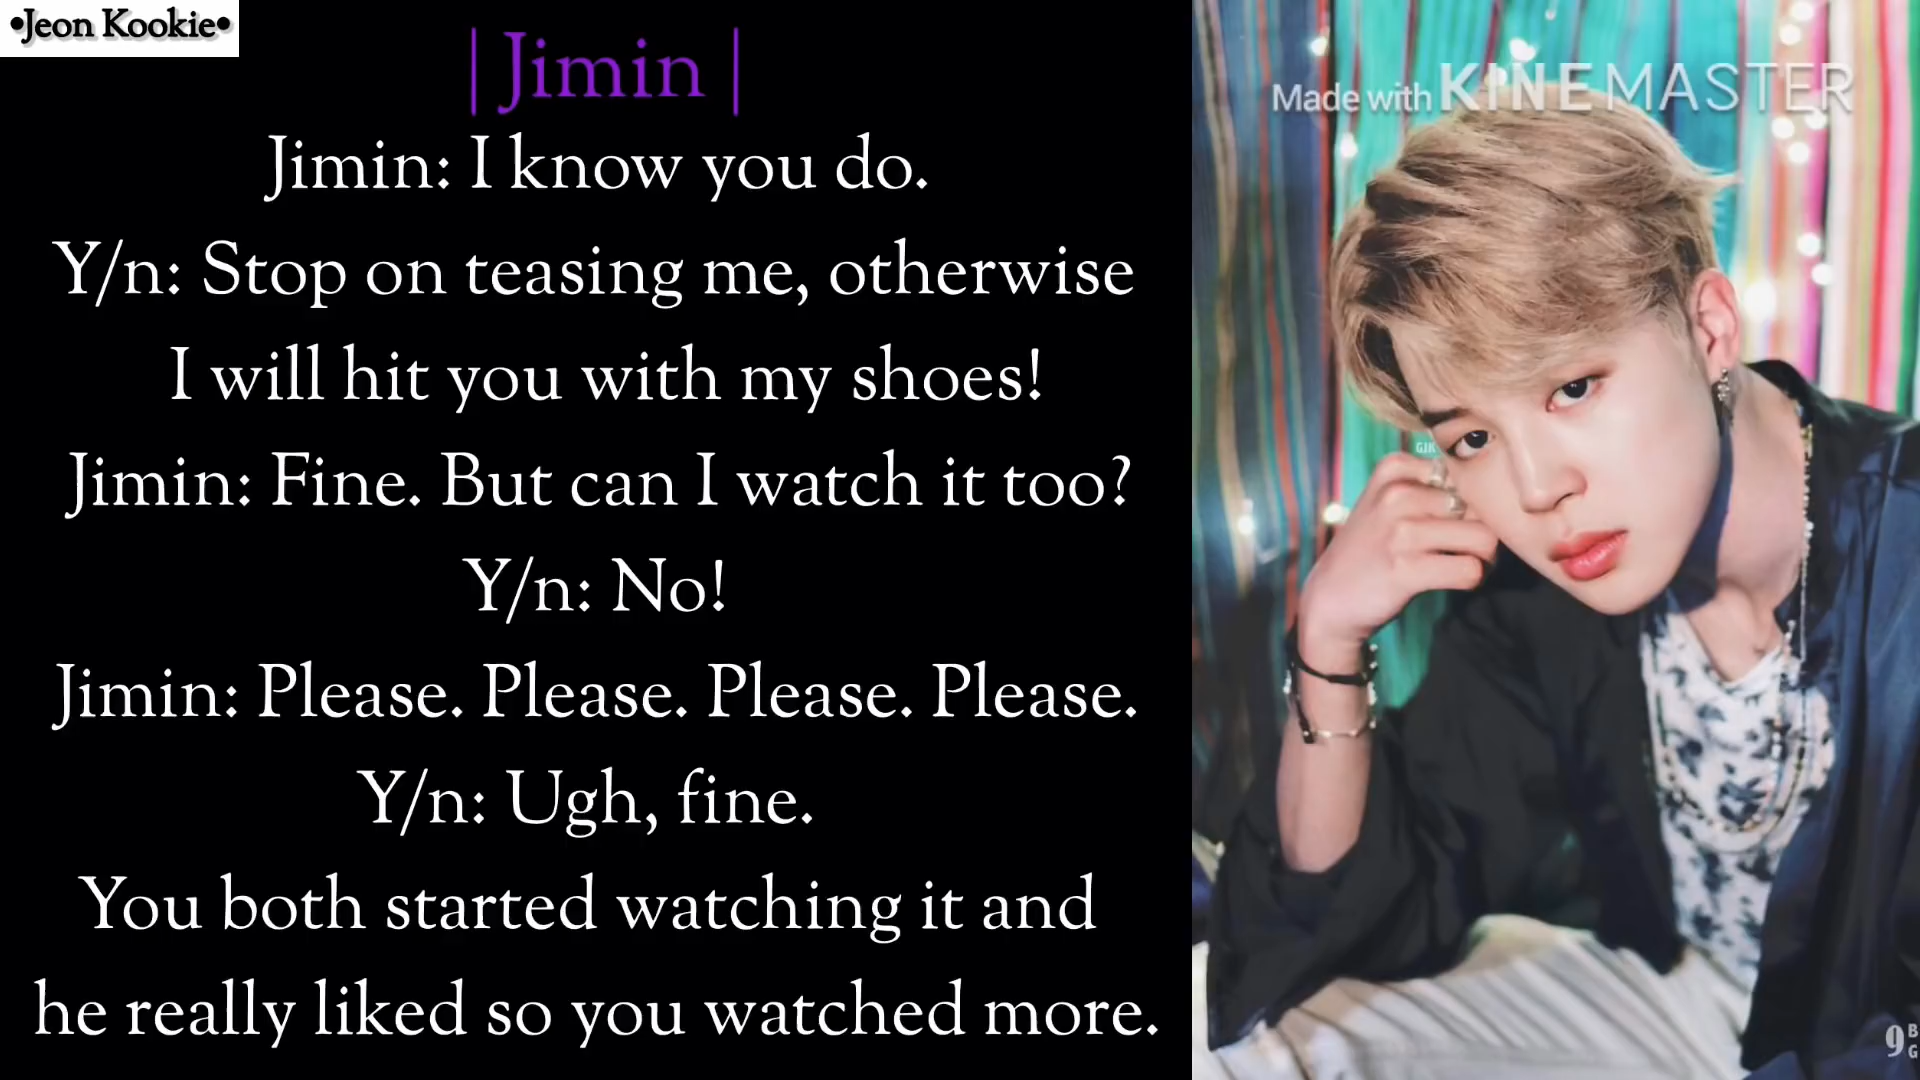 •Jeon Kookie•
| Jimin |
Jimin: I know you do.
Y/n: Stop on teasing me, otherwise
I will hit you with my shoes!
Jimin: Fine. But can I watch it too?
Y/n: No!
Jimin: Please. Please. Please. Please.
Y/n: Ugh, fine.
You both started watching it and
he really liked so you watched more.
Made with KINEMASTER
GJK
9 B
G